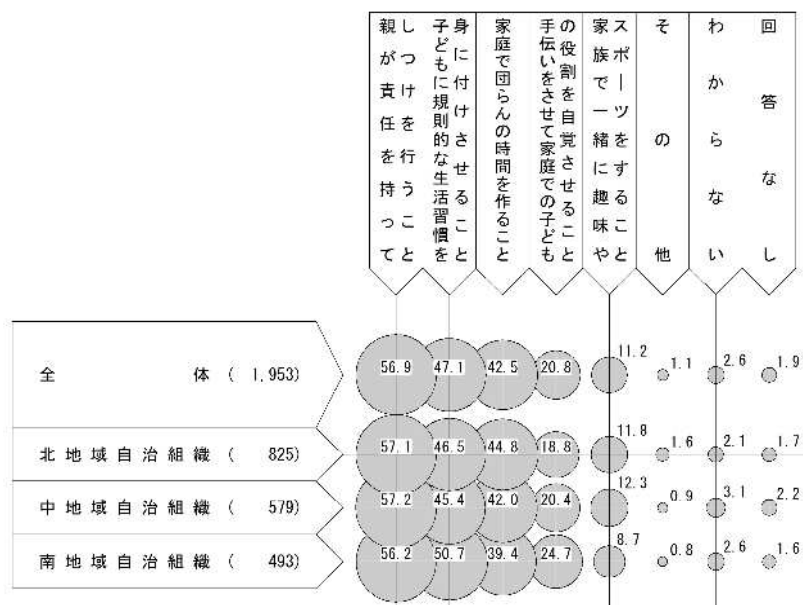 親が責任を持って
しつけを行うこと
子どもに規則的な生活習慣を
身に付けさせること
家庭で団らんの時間を作ること
手伝いをさせて家庭での子ども
の役割を自覚させること
家族で一緒に趣味や
スポーツをすること
その他
わからない
回答なし
全体 ( 1,953) 56.9 47.1 42.5 20.8 11.2 1.1 2.6 1.9
北地域自治組織 ( 825) 57.1 46.5 44.8 18.8 11.8 1.6 2.1 1.7
中地域自治組織 ( 579) 57.2 45.4 42.0 20.4 12.3 0.9 3.1 2.2
南地域自治組織 ( 493) 56.2 50.7 39.4 24.7 8.7 0.8 2.6 1.6